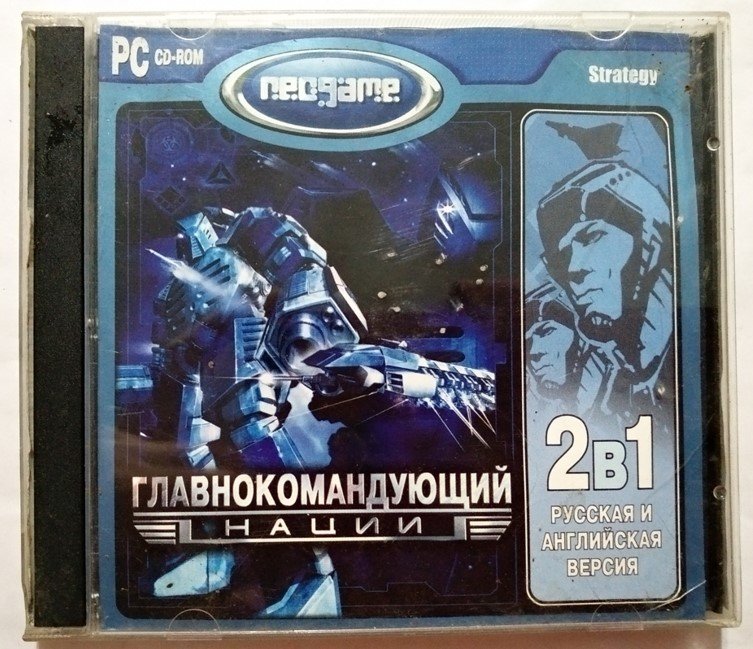 PC CD-ROM
neogame
Strategy
ГЛАВНОКОМАНДУЮЩИЙ
НАЦИИ
2В1
РУССКАЯ И
АНГЛИЙСКАЯ
ВЕРСИЯ